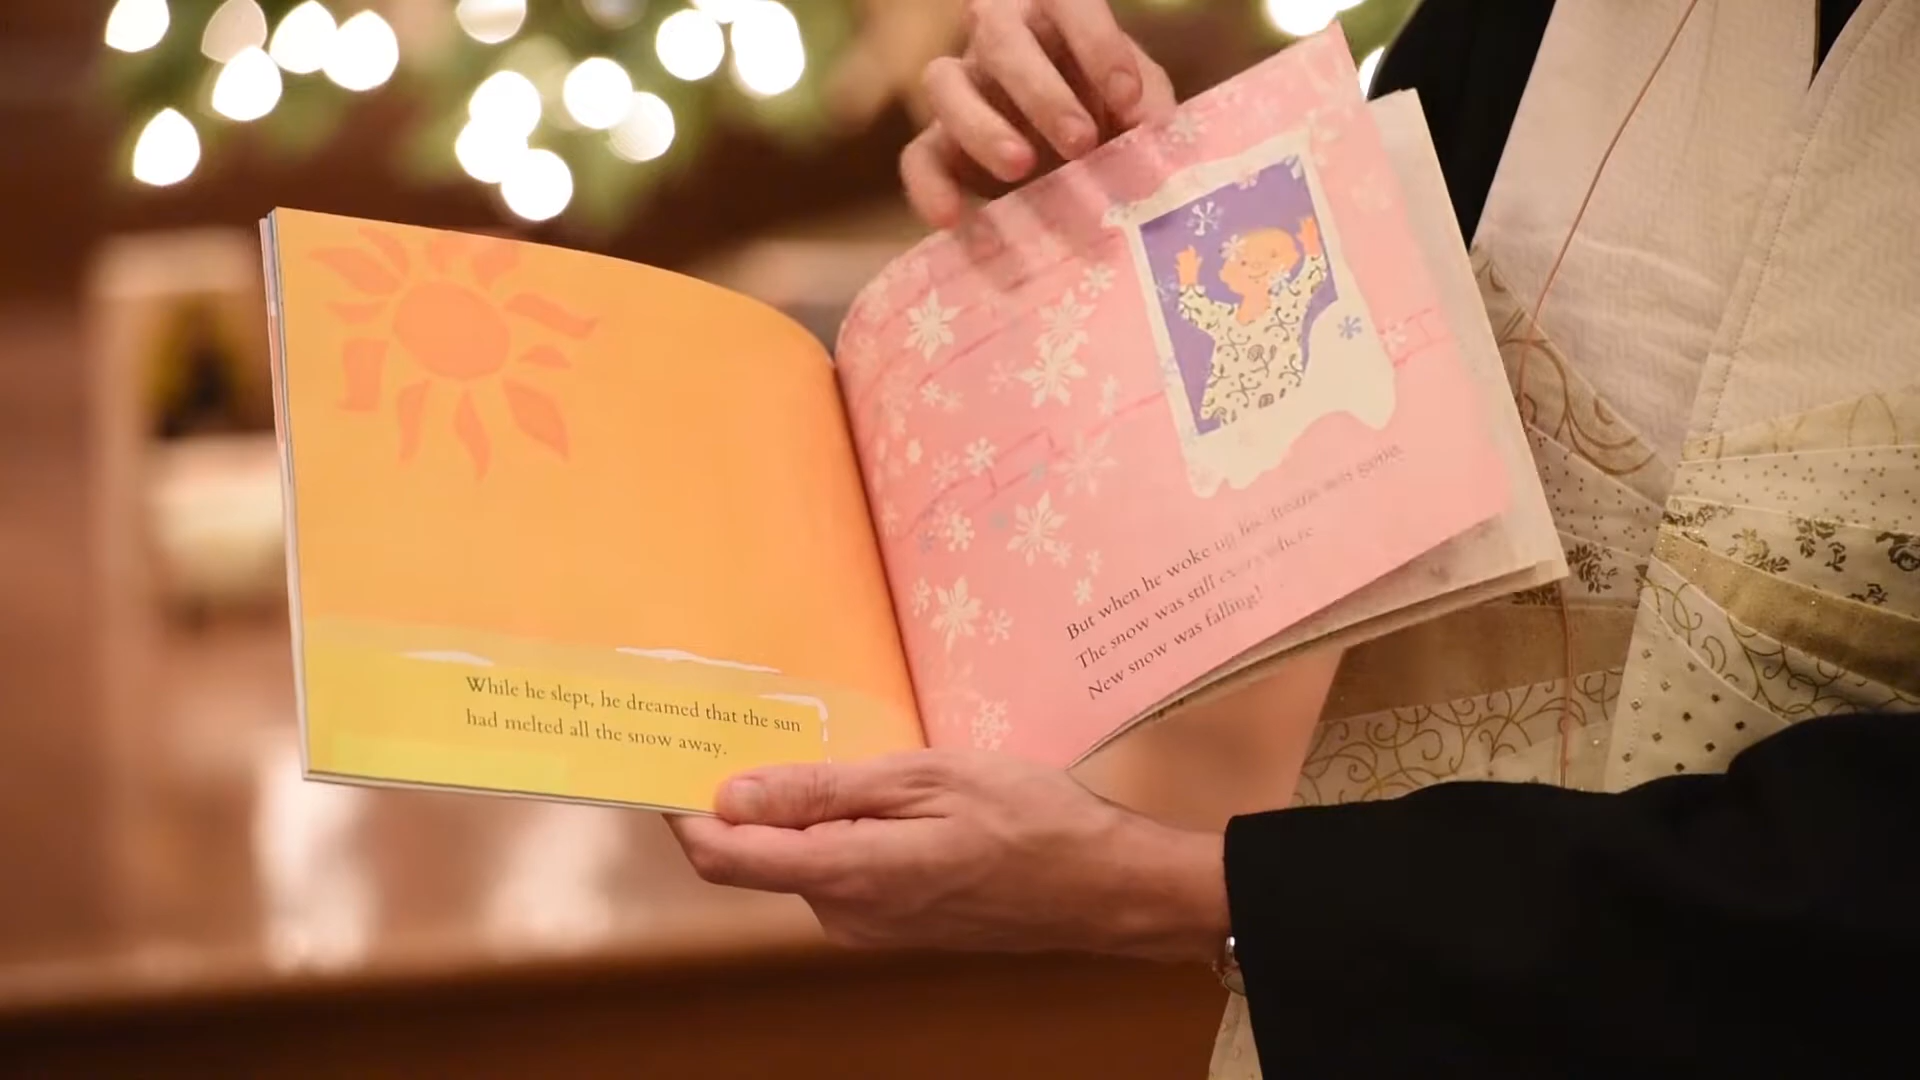 While he slept, he dreamed that the sun
had melted all the snow away.
But when he woke up his dream was gone.
The snow was still everywhere
New snow was falling!